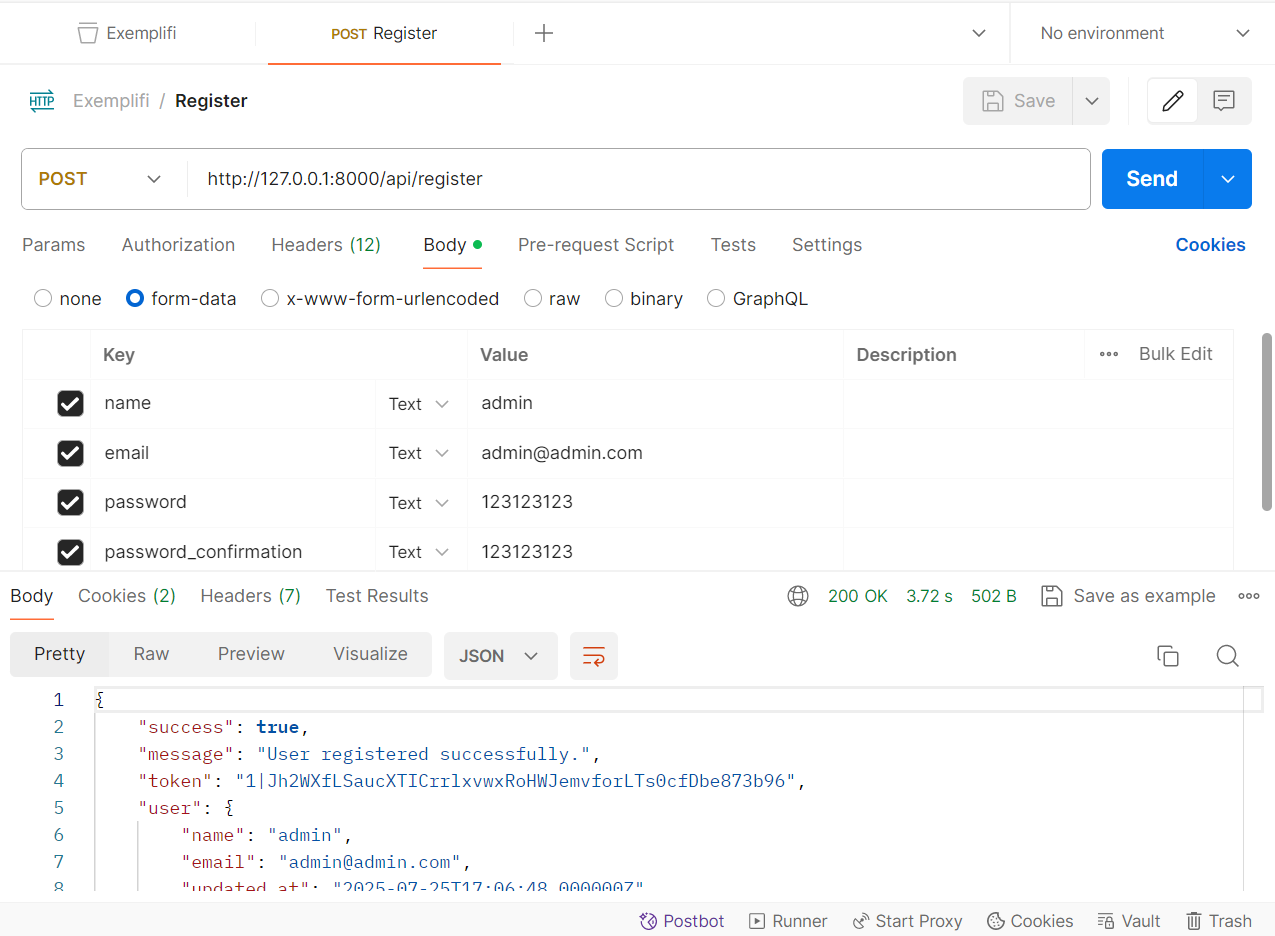 Exemplifi POST Register No environment
HTTP Exemplifi / Register Save
POST http://127.0.0.1:8000/api/register Send
Params Authorization Headers (12) Body Pre-request Script Tests Settings Cookies
none form-data x-www-form-urlencoded raw binary GraphQL
Key Value Description Bulk Edit
name Text admin
email Text admin@admin.com
password Text 123123123
password_confirmation Text 123123123
Body Cookies (2) Headers (7) Test Results 200 OK 3.72 s 502 B Save as example
Pretty Raw Preview Visualize JSON
1 {
2 "success": true,
3 "message": "User registered successfully.",
4 "token": "1|Jh2WXfLSaucXTICrrlxvwxRoHWJemvforLTs0cfDbe873b96",
5 "user": {
6 "name": "admin",
7 "email": "admin@admin.com",
8 "updated_at": "2025-07-25T17:06:48.000000Z"
Postbot Runner Start Proxy Cookies Vault Trash